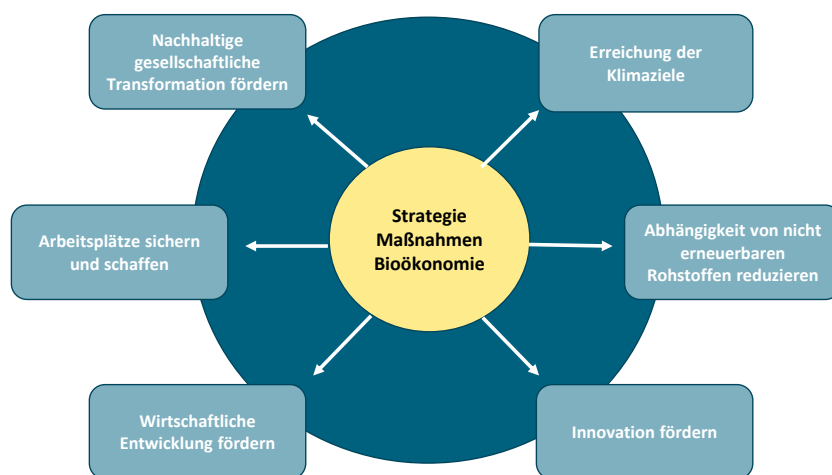 Nachhaltige
gesellschaftliche
Transformation fördern
Erreichung der
Klimaziele
Arbeitsplätze sichern
und schaffen
Strategie
Maßnahmen
Bioökonomie
Abhängigkeit von nicht
erneuerbaren
Rohstoffen reduzieren
Wirtschaftliche
Entwicklung fördern
Innovation fördern